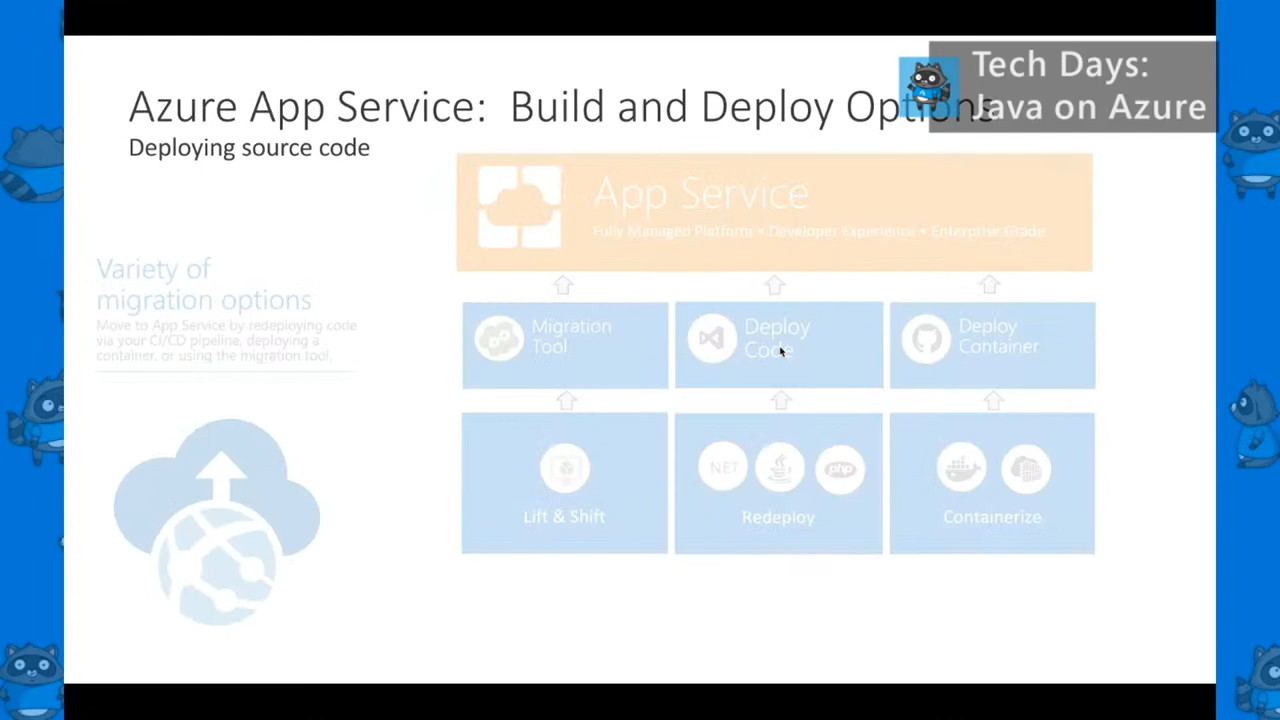 Tech Days:
Java on Azure
Azure App Service: Build and Deploy Options
Deploying source code
App Service
Fully Managed Platform • Developer Experience • Enterprise Grade
Variety of
migration options
Move to App Service by redeploying code
via your CI/CD pipeline, deploying a
container, or using the migration tool.
Migration
Tool
Deploy
Code
Deploy
Container
NET
php
Lift & Shift
Redeploy
Containerize